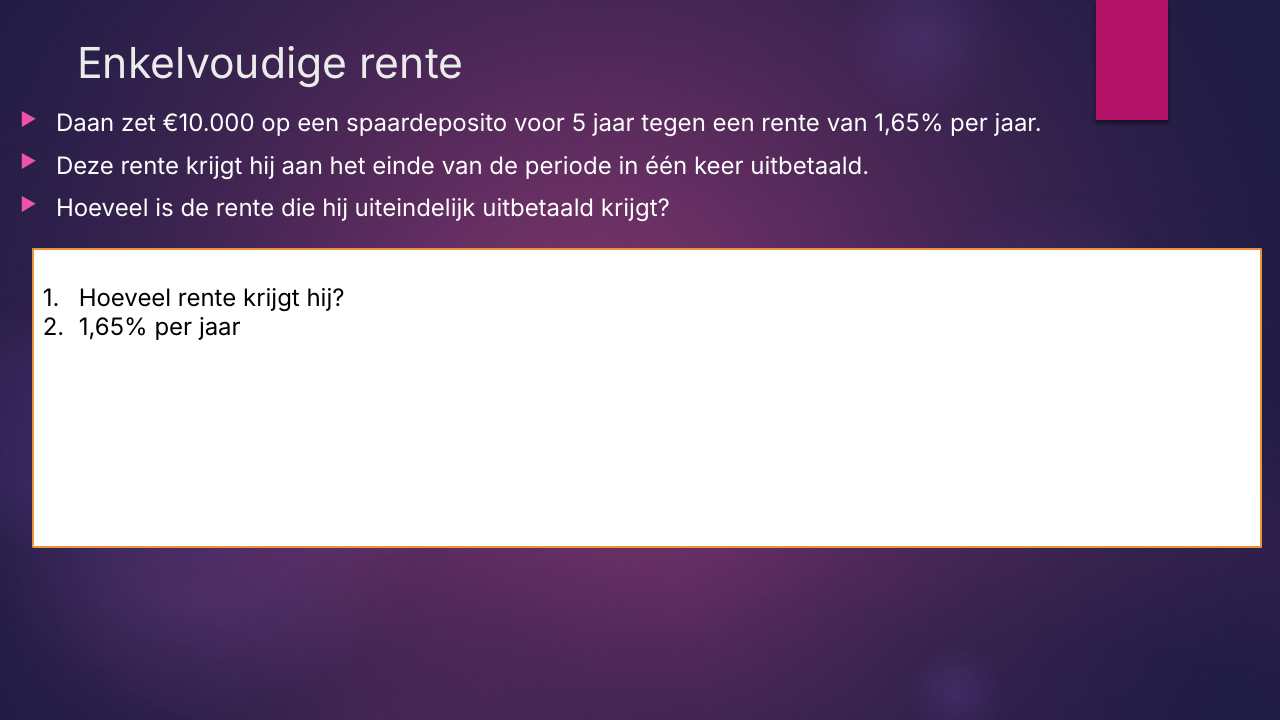 Enkelvoudige rente
Daan zet €10.000 op een spaardeposito voor 5 jaar tegen een rente van 1,65% per jaar.
Deze rente krijgt hij aan het einde van de periode in één keer uitbetaald.
Hoeveel is de rente die hij uiteindelijk uitbetaald krijgt?
1. Hoeveel rente krijgt hij?
2. 1,65% per jaar